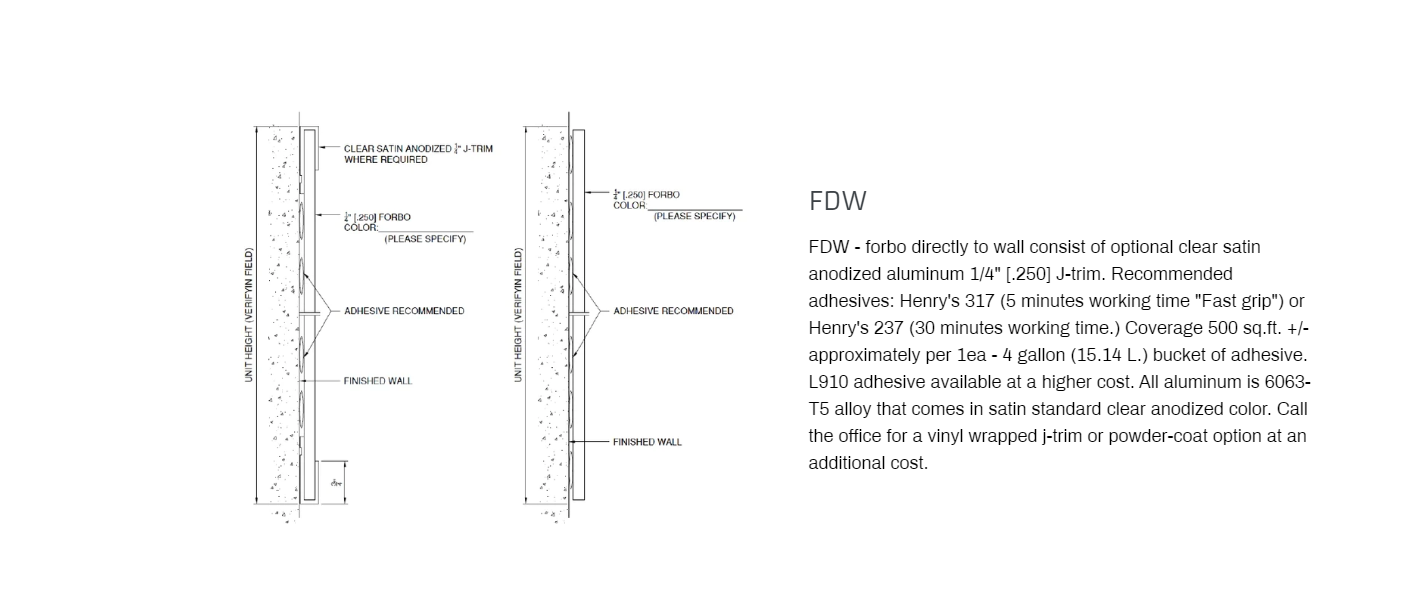 CLEAR SATIN ANODIZED 1/4" J-TRIM
WHERE REQUIRED
1/4" [.250] FORBO
COLOR:
(PLEASE SPECIFY)
UNIT HEIGHT (VERIFYIN FIELD)
ADHESIVE RECOMMENDED
FINISHED WALL
1/4" [.250] FORBO
COLOR:
(PLEASE SPECIFY)
UNIT HEIGHT (VERIFYIN FIELD)
ADHESIVE RECOMMENDED
FINISHED WALL
FDW
FDW - forbo directly to wall consist of optional clear satin
anodized aluminum 1/4" [.250] J-trim. Recommended
adhesives: Henry's 317 (5 minutes working time "Fast grip") or
Henry's 237 (30 minutes working time.) Coverage 500 sq.ft. +/-
approximately per 1ea - 4 gallon (15.14 L.) bucket of adhesive.
L910 adhesive available at a higher cost. All aluminum is 6063-
T5 alloy that comes in satin standard clear anodized color. Call
the office for a vinyl wrapped j-trim or powder-coat option at an
additional cost.